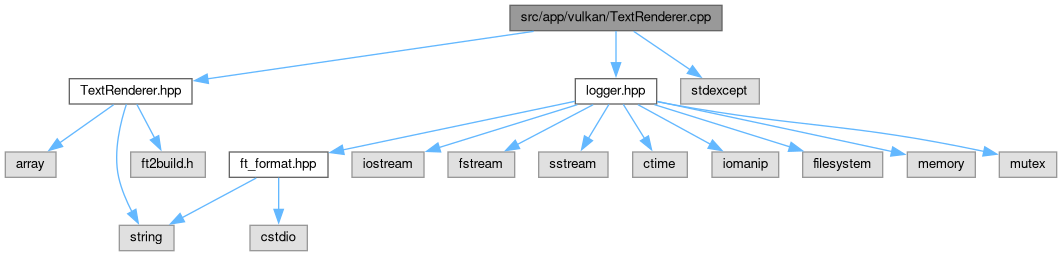 src/app/vulkan/TextRenderer.cpp
TextRenderer.hpp
logger.hpp
stdexcept
array
ft2build.h
ft_format.hpp
iostream
fstream
sstream
ctime
iomanip
filesystem
memory
mutex
string
cstdio